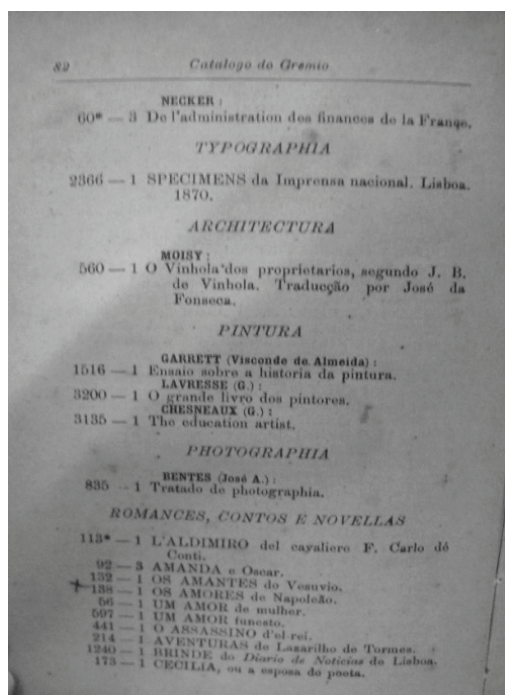 82 Catalogo do Gremio
NECKER :
60* — 3 De l'administration des finances de la France.
TYPOGRAPHIA
2366 — 1 SPECIMENS da Imprensa nacional. Lisboa.
1870.
ARCHITECTURA
MOISY :
560 — 1 O Vinhola dos proprietarios, segundo J. B.
de Vinhola. Traducção por José da
Fonseca.
PINTURA
GARRETT (Visconde de Almeida) :
1516 — 1 Ensaio sobre a historia da pintura.
LAVRESSE (G.) :
3200 — 1 O grande livro dos pintores.
CHESNEAUX (G.) :
3135 — 1 The education artist.
PHOTOGRAPHIA
BENTES (José A.) :
835 — 1 Tratado de photographia.
ROMANCES, CONTOS E NOVELLAS
113* — 1 L'ALDIMIRO del cavaliere F. Carlo dé
Conti.
92 — 3 AMANDA e Oscar.
132 — 1 OS AMANTES do Vesuvio.
138 — 1 OS AMORES de Napoleão.
56 — 1 UM AMOR de mulher.
597 — 1 UM AMOR funesto.
441 — 1 O ASSASSINO d'el rei.
214 — 1 AVENTURAS de Lasarilho de Tormes.
1240 — 1 BRINDE do Diario de Noticias de Lisboa.
173 — 1 CECILIA, ou a esposa do poeta.